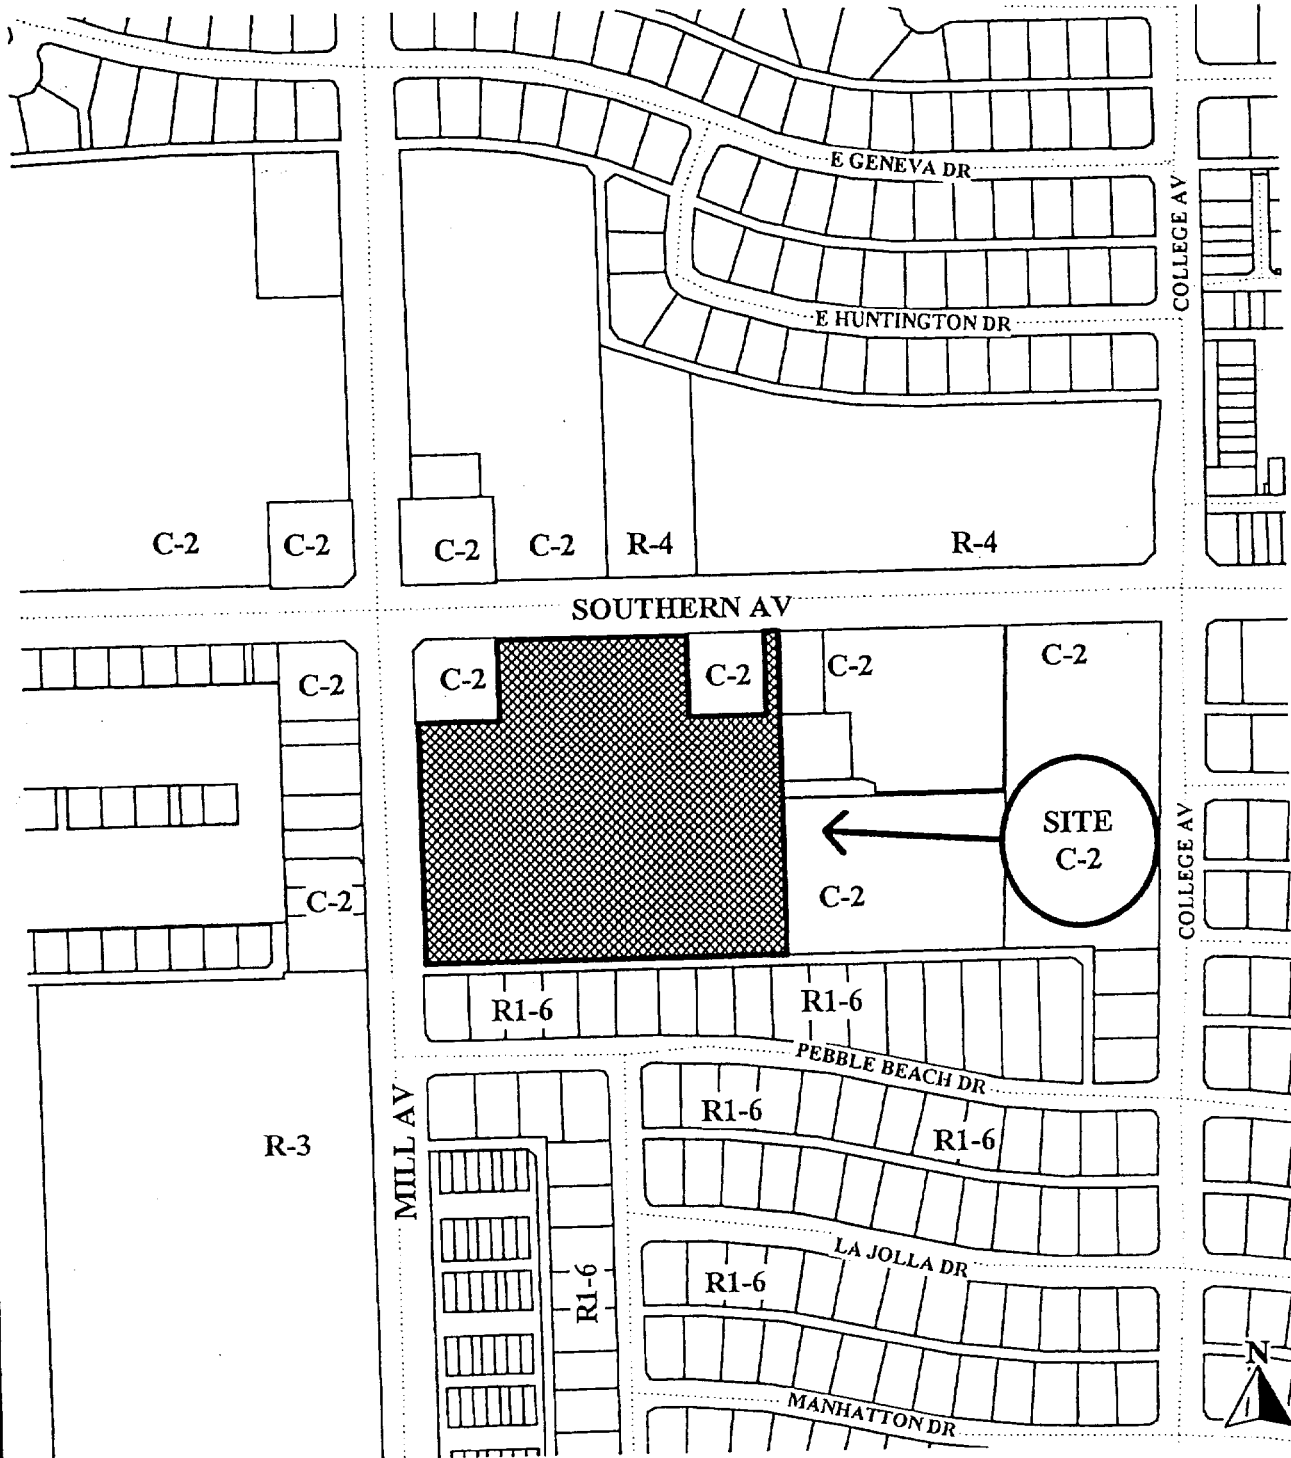 E GENEVA DR
COLLEGE AV
E HUNTINGTON DR
C-2
C-2
C-2
C-2
R-4
R-4
SOUTHERN AV
C-2
C-2
C-2
C-2
C-2
SITE
C-2
COLLEGE AV
C-2
C-2
R1-6
R1-6
PEBBLE BEACH DR
R1-6
R1-6
R-3
MILL AV
LA JOLLA DR
R1-6
R1-6
N
MANHATTON DR